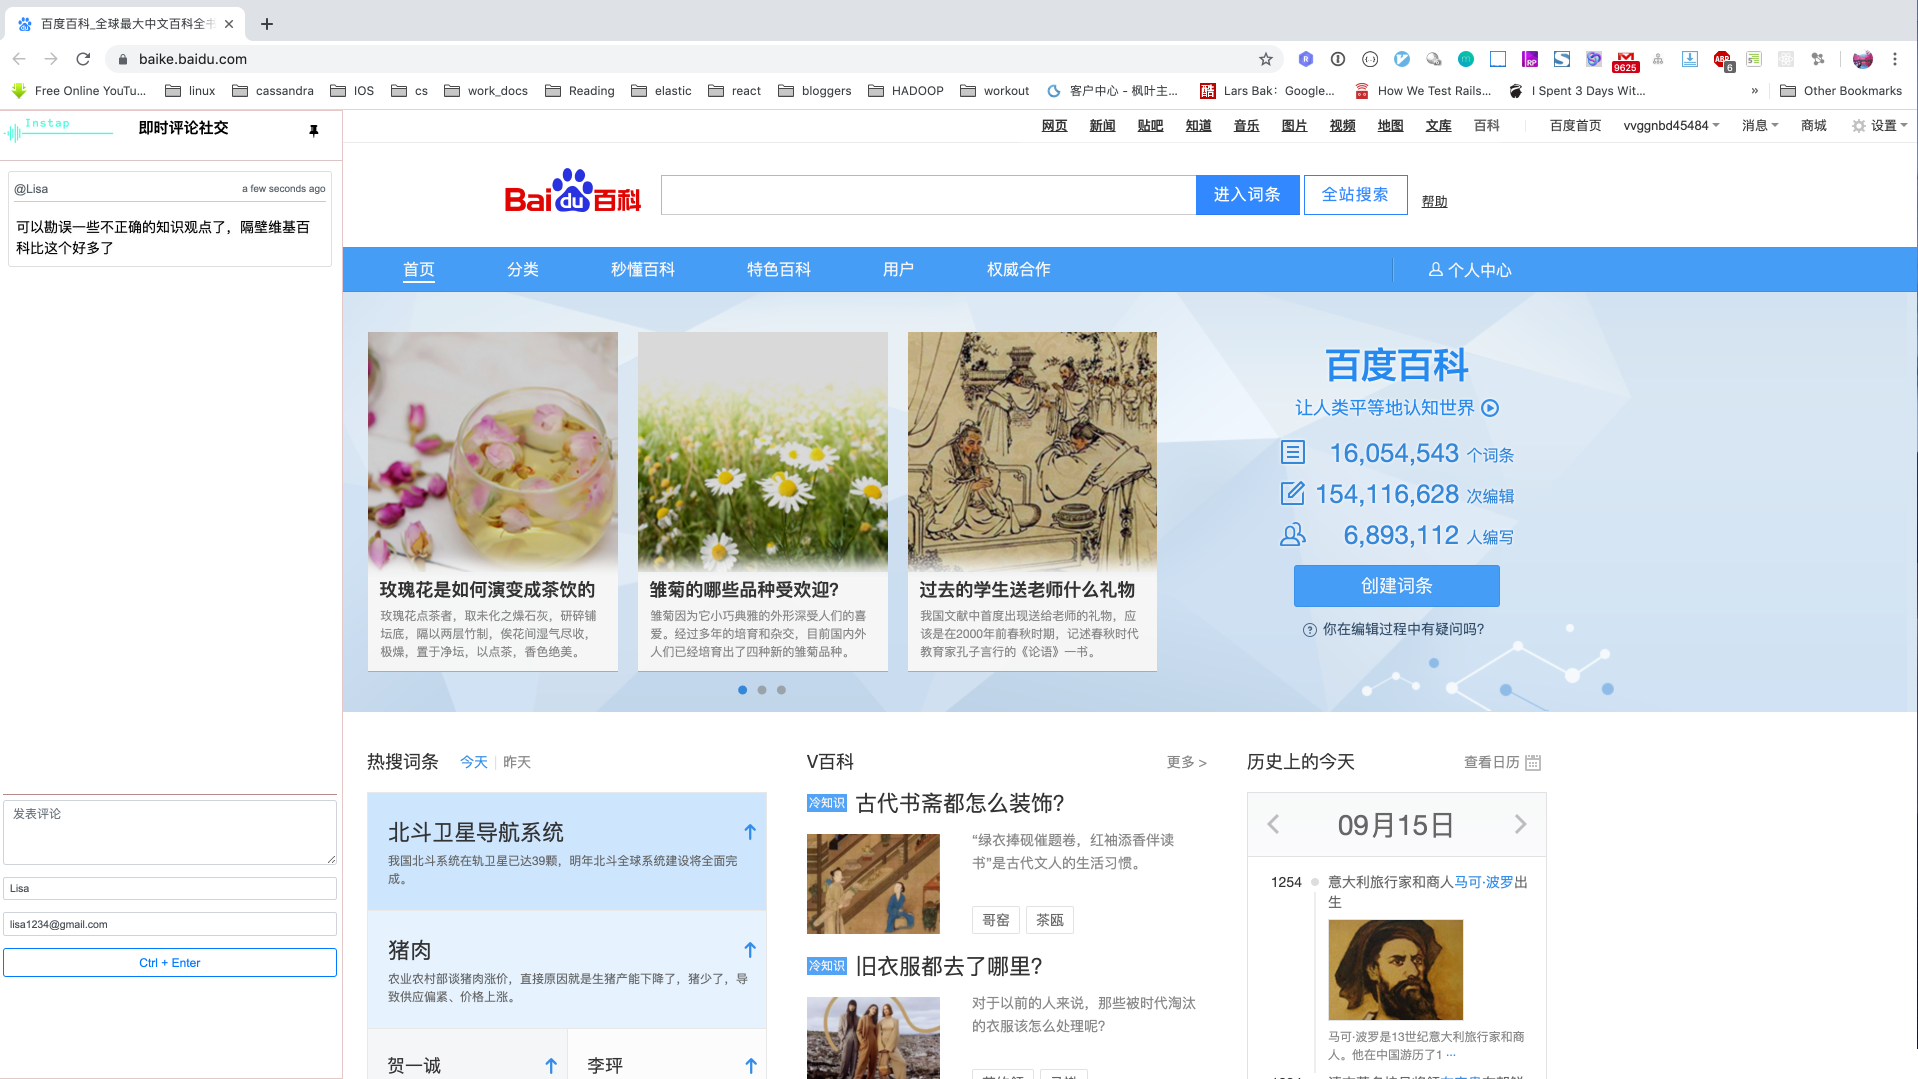 百度百科_全球最大中文百科全书
baike.baidu.com
9625
6
Free Online YouTu...
linux
cassandra
IOS
cs
work_docs
Reading
elastic
react
bloggers
HADOOP
workout
客户中心 - 枫叶主...
Lars Bak：Google...
How We Test Rails...
I Spent 3 Days Wit...
»
Other Bookmarks
Instap
即时评论社交
@Lisa
a few seconds ago
可以勘误一些不正确的知识观点了，隔壁维基百
科比这个好多了
发表评论
Lisa
lisa1234@gmail.com
Ctrl + Enter
网页 新闻 贴吧 知道 音乐 图片 视频 地图 文库 百科
百度首页 vvggnbd45484 消息 商城 设置
Bai du 百科
进入词条
全站搜索
帮助
首页 分类 秒懂百科 特色百科 用户 权威合作
个人中心
玫瑰花是如何演变成茶饮的
玫瑰花点茶者，取未化之燥石灰，研碎铺
坛底，隔以两层竹制，俟花间湿气尽收，
极燥，置于净坛，以点茶，香色绝美。
雏菊的哪些品种受欢迎?
雏菊因为它小巧典雅的外形深受人们的喜
爱。经过多年的培育和杂交，目前国内外
人们已经培育出了四种新的雏菊品种。
过去的学生送老师什么礼物
我国文献中首度出现送给老师的礼物，应
该是在2000年前春秋时期，记述春秋时代
教育家孔子言行的《论语》一书。
百度百科
让人类平等地认知世界
16,054,543 个词条
154,116,628 次编辑
6,893,112 人编写
创建词条
你在编辑过程中有疑问吗?
热搜词条
今天 昨天
北斗卫星导航系统
我国北斗系统在轨卫星已达39颗，明年北斗全球系统建设将全面完
成。
猪肉
农业农村部谈猪肉涨价，直接原因就是生猪产能下降了，猪少了，导
致供应偏紧、价格上涨。
贺一诚
李玶
V百科
更多 >
冷知识 古代书斋都怎么装饰?
“绿衣捧砚催题卷，红袖添香伴读
书”是古代文人的生活习惯。
哥窑
茶瓯
冷知识 旧衣服都去了哪里?
对于以前的人来说，那些被时代淘汰
的衣服该怎么处理呢?
历史上的今天
查看日历
09月15日
1254
意大利旅行家和商人马可·波罗出
生
马可·波罗是13世纪意大利旅行家和商
人。他在中国游历了1 ···